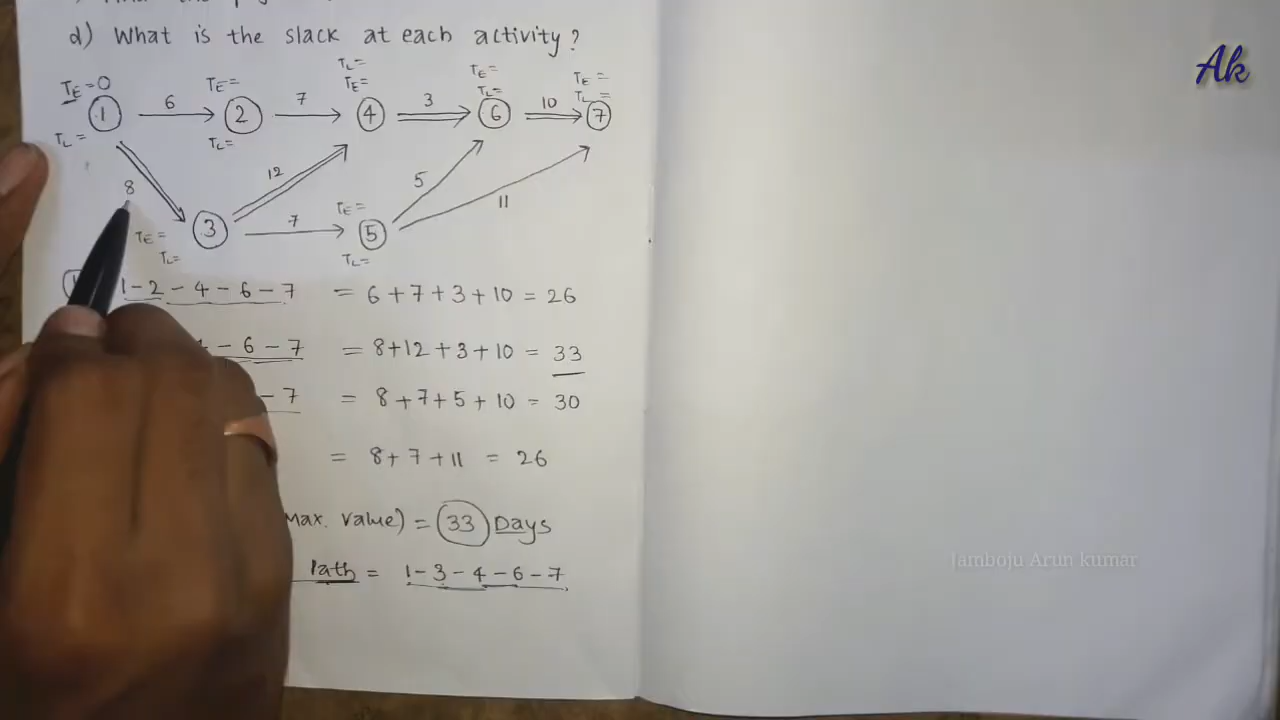 d) What is the slack at each activity?
TL= TE= TE=
TE=0 TE= TE= TL= TL=
1 6 2 7 4 3 6 10 7
TL= TL=
12 5
8 11
3 7 TE= 5
TE=
TL= TL=
1-2-4-6-7 = 6+7+3+10 = 26
4-6-7 = 8+12+3+10 = 33
-7 = 8+7+5+10 = 30
= 8+7+11 = 26
Max. value) = 33 Days
Path = 1-3-4-6-7
Ak
Jamboju Arun kumar